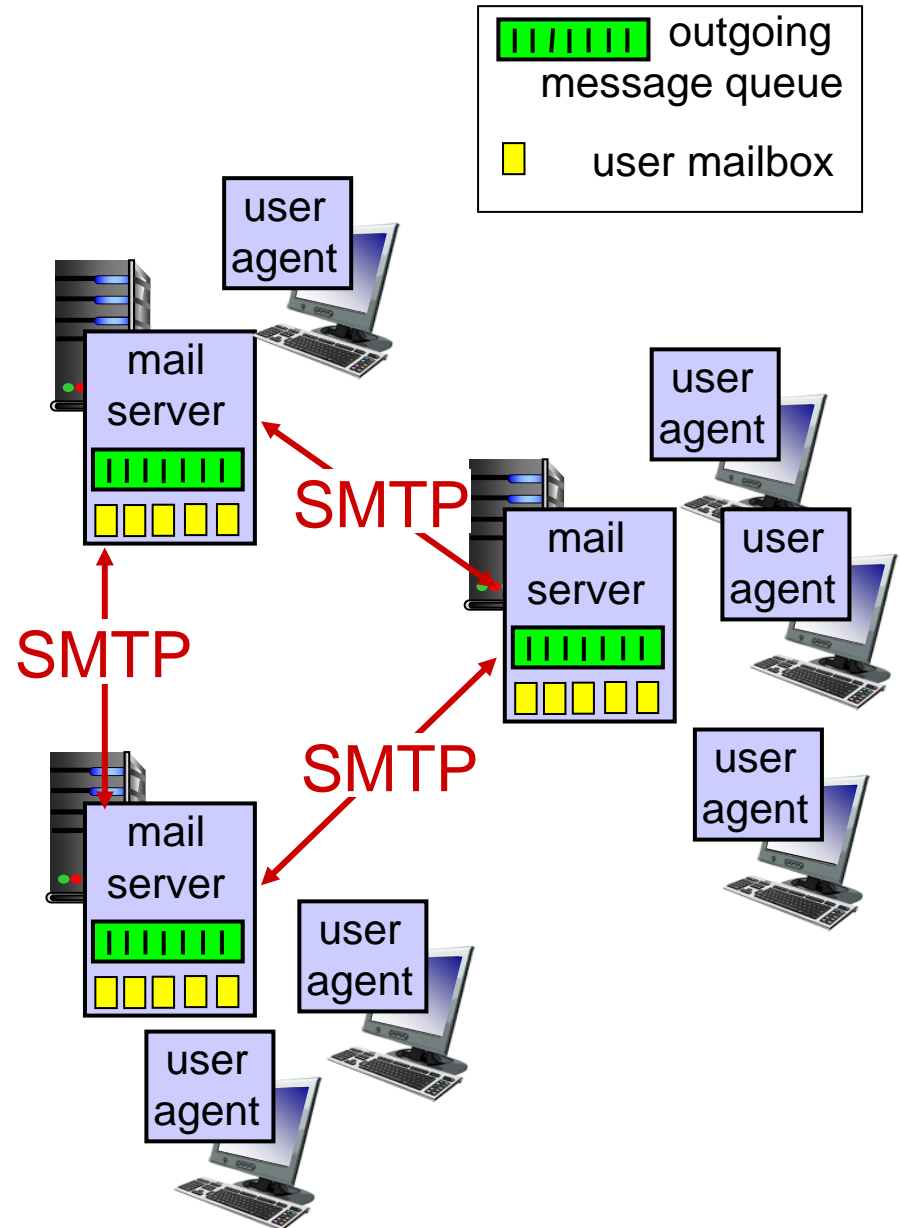 outgoing
message queue
user mailbox
user
agent
mail
server
user
agent
SMTP
mail
server
user
agent
SMTP
SMTP
user
agent
mail
server
user
agent
user
agent